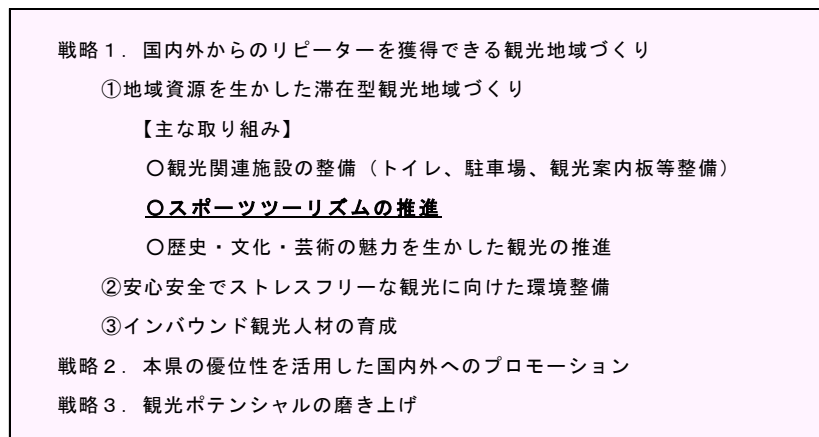 戦略１．国内外からのリピーターを獲得できる観光地域づくり
①地域資源を生かした滞在型観光地域づくり
【主な取り組み】
○観光関連施設の整備（トイレ、駐車場、観光案内板等整備）
○スポーツツーリズムの推進
○歴史・文化・芸術の魅力を生かした観光の推進
②安心安全でストレスフリーな観光に向けた環境整備
③インバウンド観光人材の育成
戦略２．本県の優位性を活用した国内外へのプロモーション
戦略３．観光ポテンシャルの磨き上げ